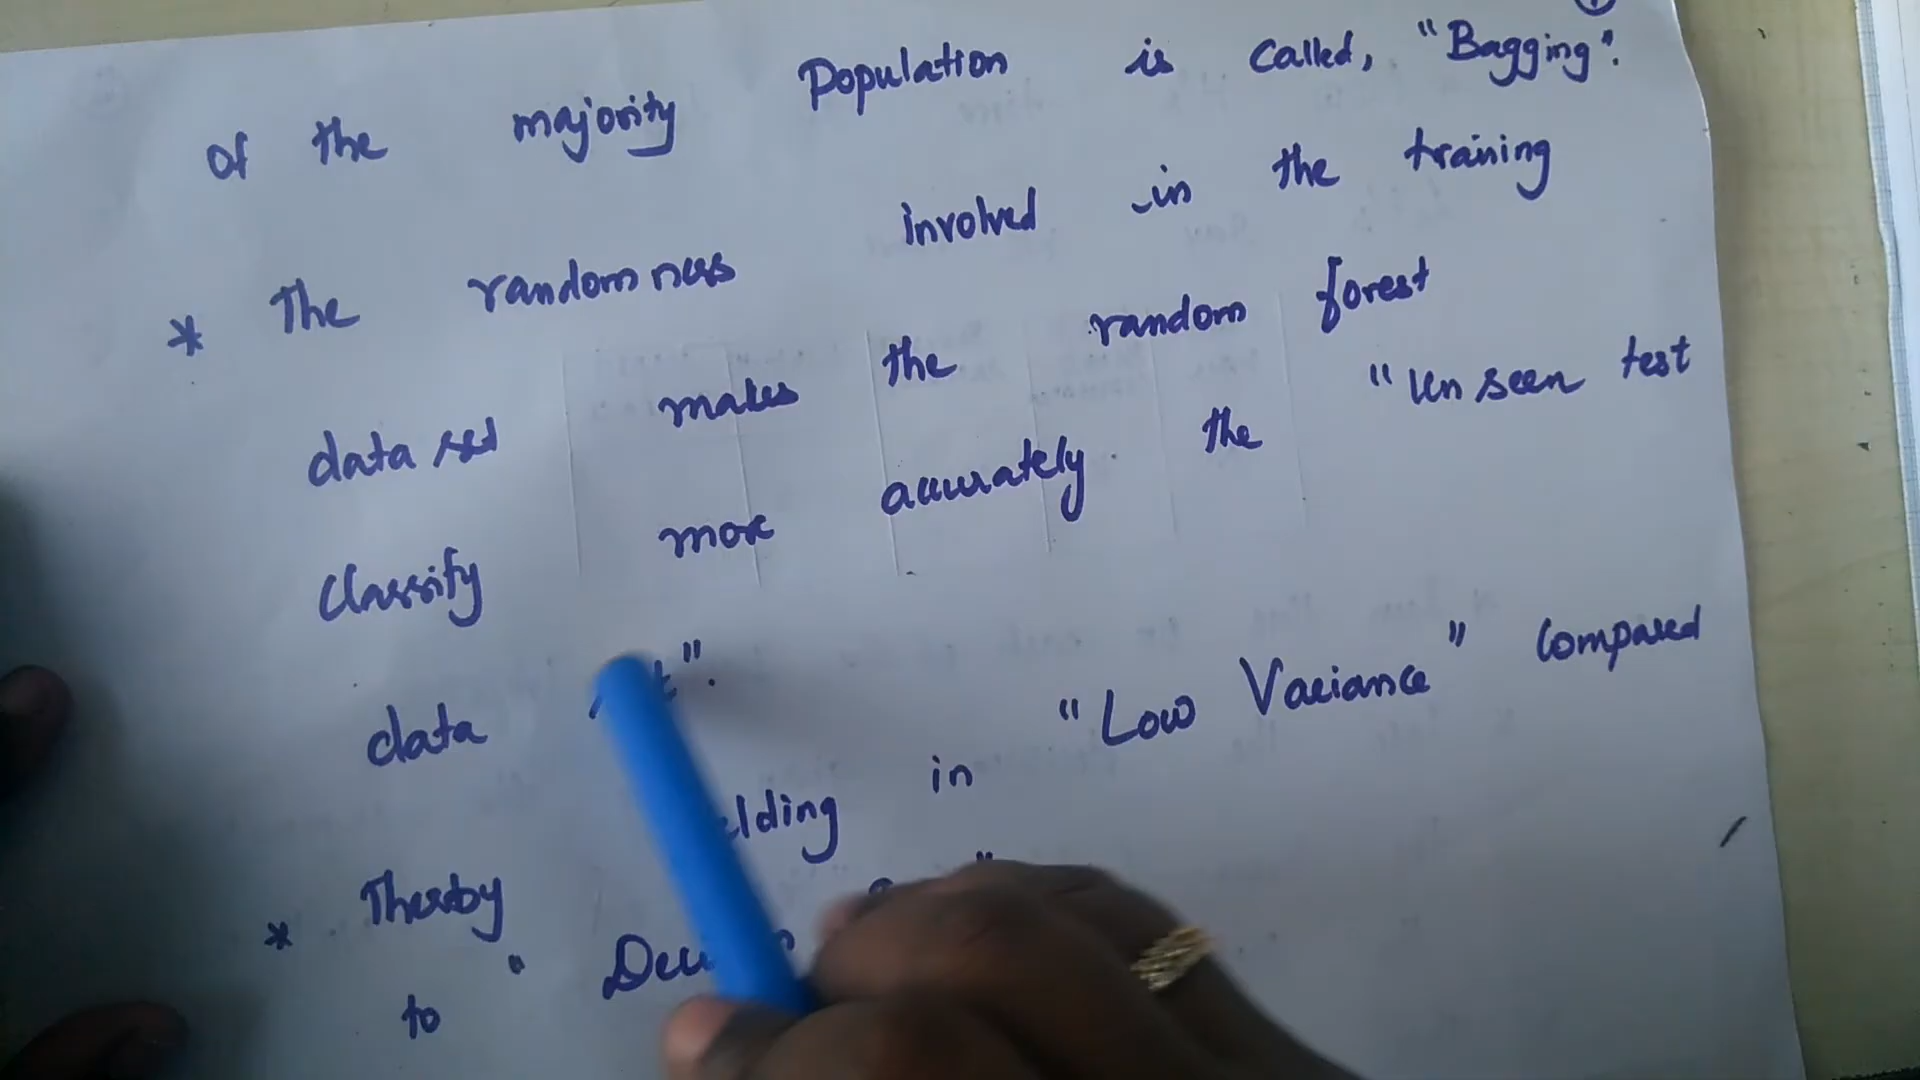 of the majority Population is called, "Bagging".
* The randomness involved in the training
data set makes the random forest
classify more accurately the "Unseen test
data set".
* Thereby in "Low Variance" compared
to "